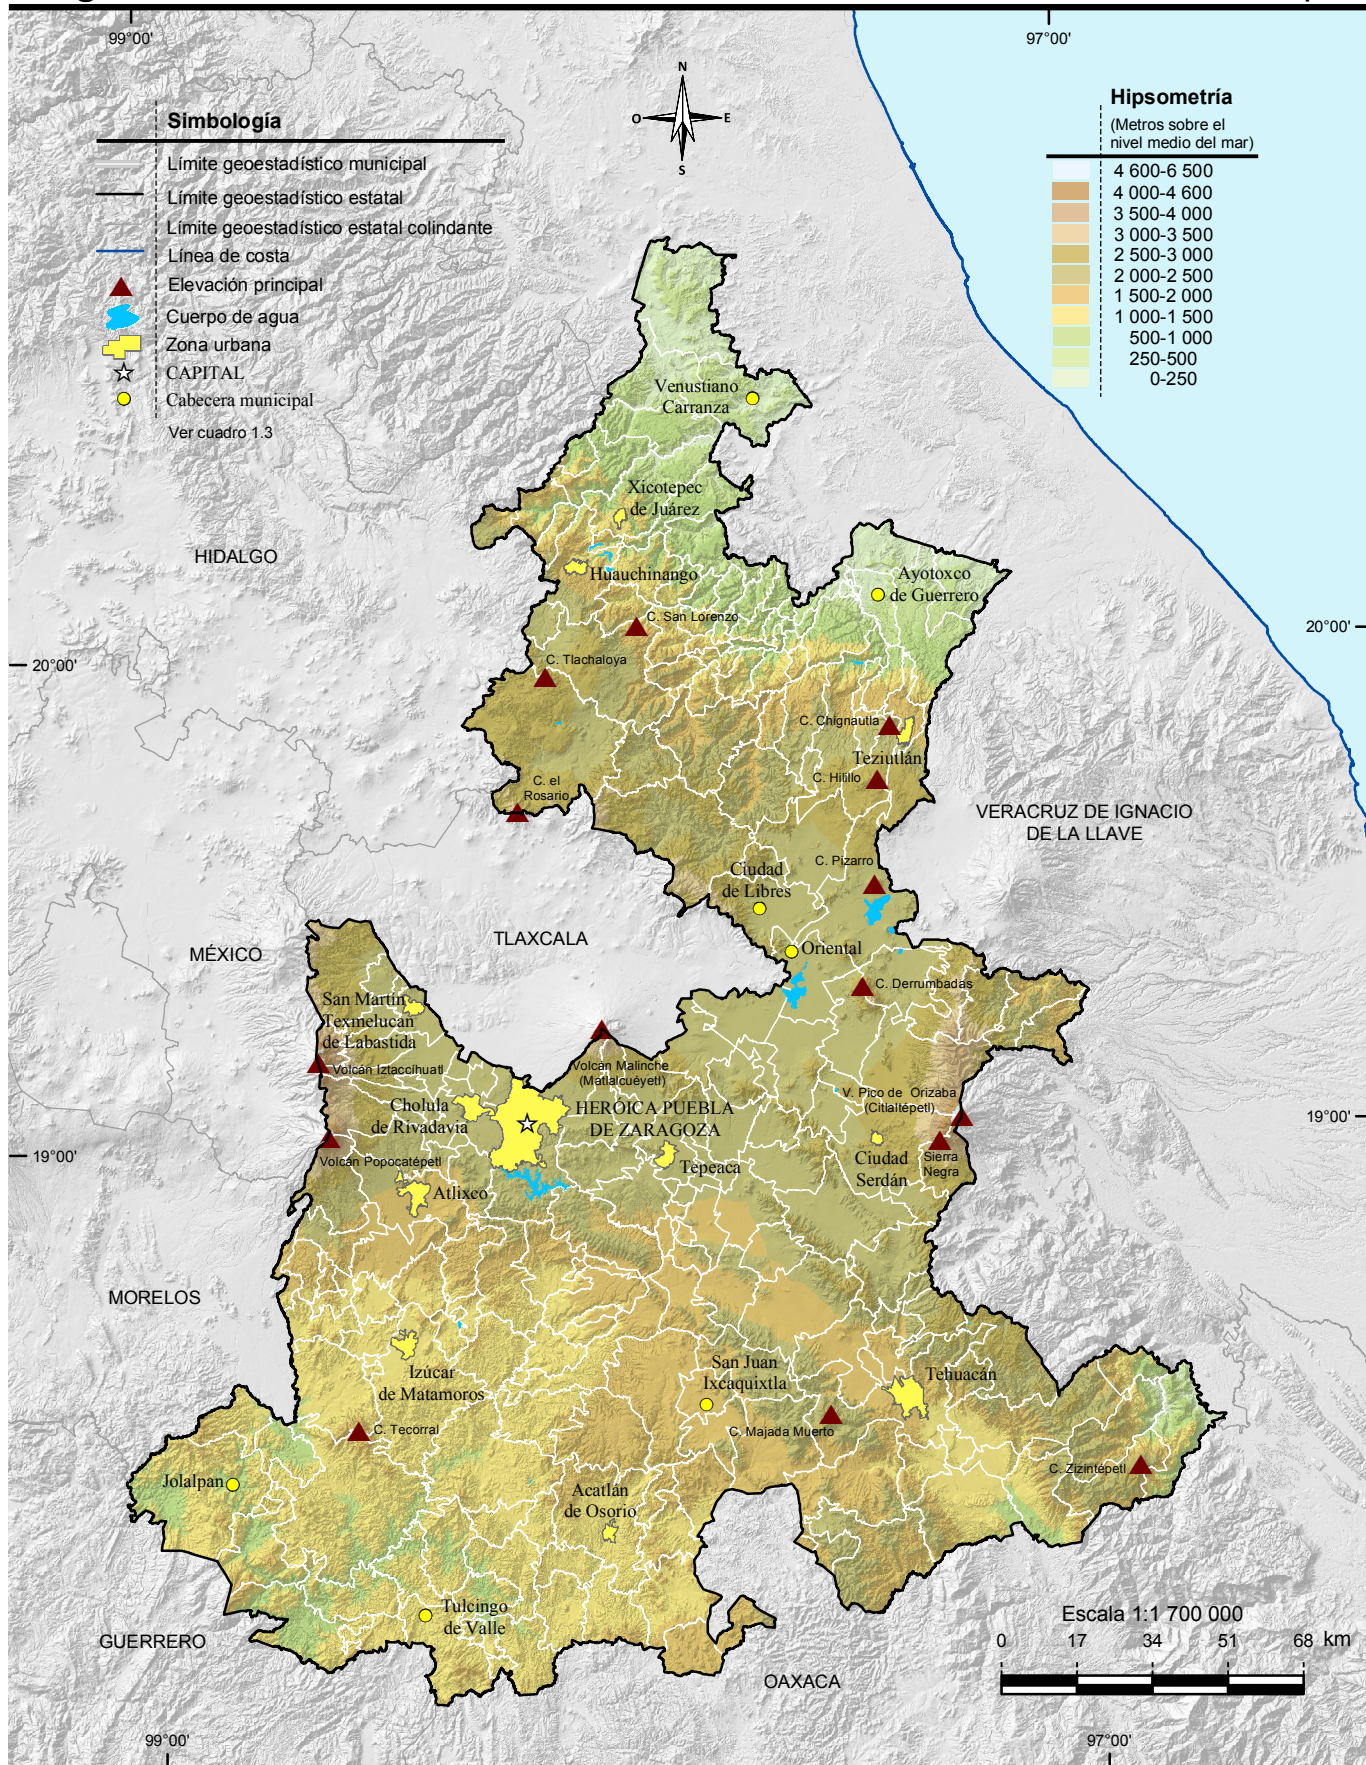 99°00'
97°00'
N
O
E
S
Simbología
Límite geoestadístico municipal
Límite geoestadístico estatal
Límite geoestadístico estatal colindante
Línea de costa
Elevación principal
Cuerpo de agua
Zona urbana
CAPITAL
Cabecera municipal
Ver cuadro 1.3
Hipsometría
(Metros sobre el
nivel medio del mar)
4 600-6 500
4 000-4 600
3 500-4 000
3 000-3 500
2 500-3 000
2 000-2 500
1 500-2 000
1 000-1 500
500-1 000
250-500
0-250
Venustiano
Carranza
Xicotepec
de Juárez
HIDALGO
Huauchinango
Ayotoxco
de Guerrero
C. San Lorenzo
20°00'
20°00'
C. Tlachaloya
C. Chignautla
Teziutlán
C. Hilillo
C. el
Rosario
VERACRUZ DE IGNACIO
DE LA LLAVE
C. Pizarro
Ciudad
de Libres
TLAXCALA
Oriental
MÉXICO
C. Derrumbadas
San Martín
Texmelucan
de Labastida
Volcán Iztaccíhuatl
Volcán Malinche
(Matlalcuéyetl)
V. Pico de Orizaba
(Citlaltépetl)
Cholula
de Rivadavia
HEROICA PUEBLA
DE ZARAGOZA
19°00'
19°00'
Volcán Popocatépetl
Tepeaca
Ciudad
Serdán
Sierra
Negra
Atlixco
MORELOS
Izúcar
de Matamoros
San Juan
Ixcaquixtla
Tehuacán
C. Tecorral
C. Majada Muerto
C. Zizintépetl
Jolalpan
Acatlán
de Osorio
Tulcingo
de Valle
GUERRERO
OAXACA
Escala 1:1 700 000
0 17 34 51 68 km
99°00'
97°00'